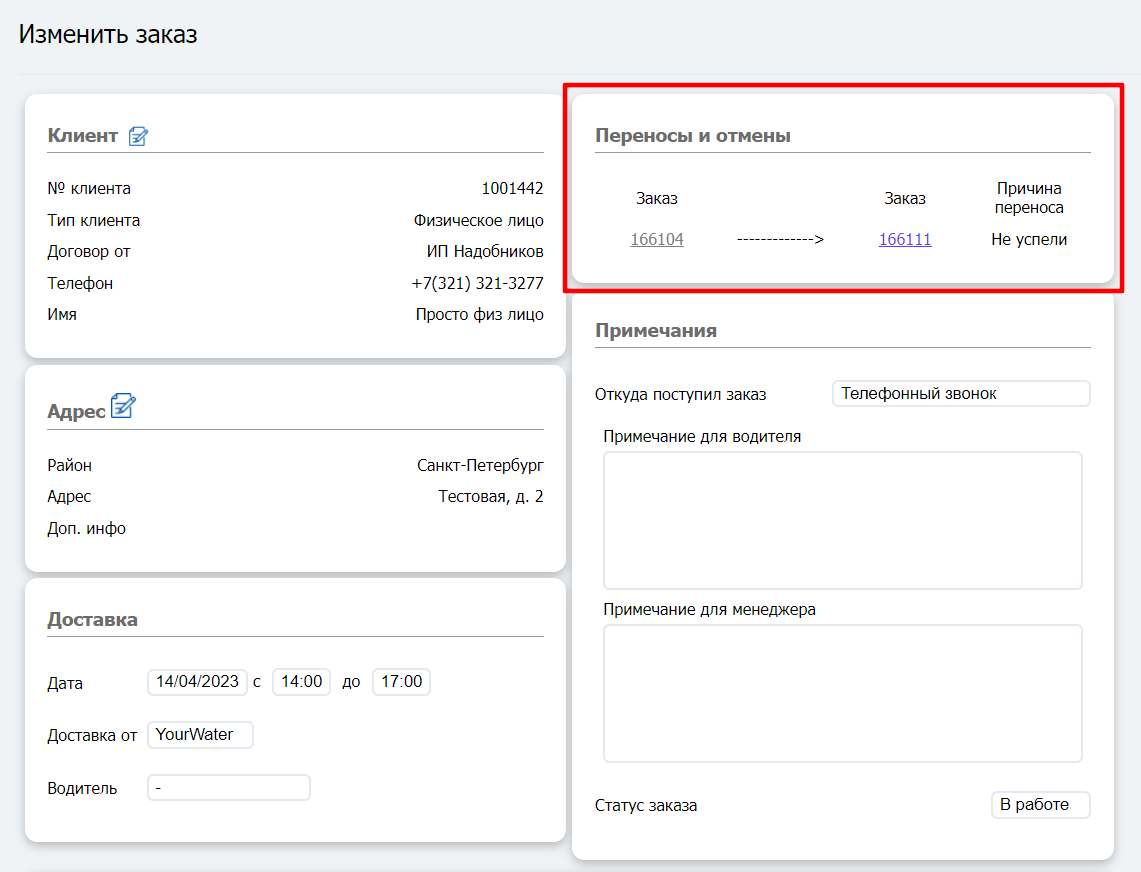 Изменить заказ
Клиент
№ клиента 1001442
Тип клиента Физическое лицо
Договор от ИП Надобников
Телефон +7(321) 321-3277
Имя Просто физ лицо
Адрес
Район Санкт-Петербург
Адрес Тестовая, д. 2
Доп. инфо
Доставка
Дата 14/04/2023 с 14:00 до 17:00
Доставка от YourWater
Водитель -
Переносы и отмены
Заказ Заказ Причина
переноса
166104 -------------> 166111 Не успели
Примечания
Откуда поступил заказ Телефонный звонок
Примечание для водителя
Примечание для менеджера
Статус заказа В работе